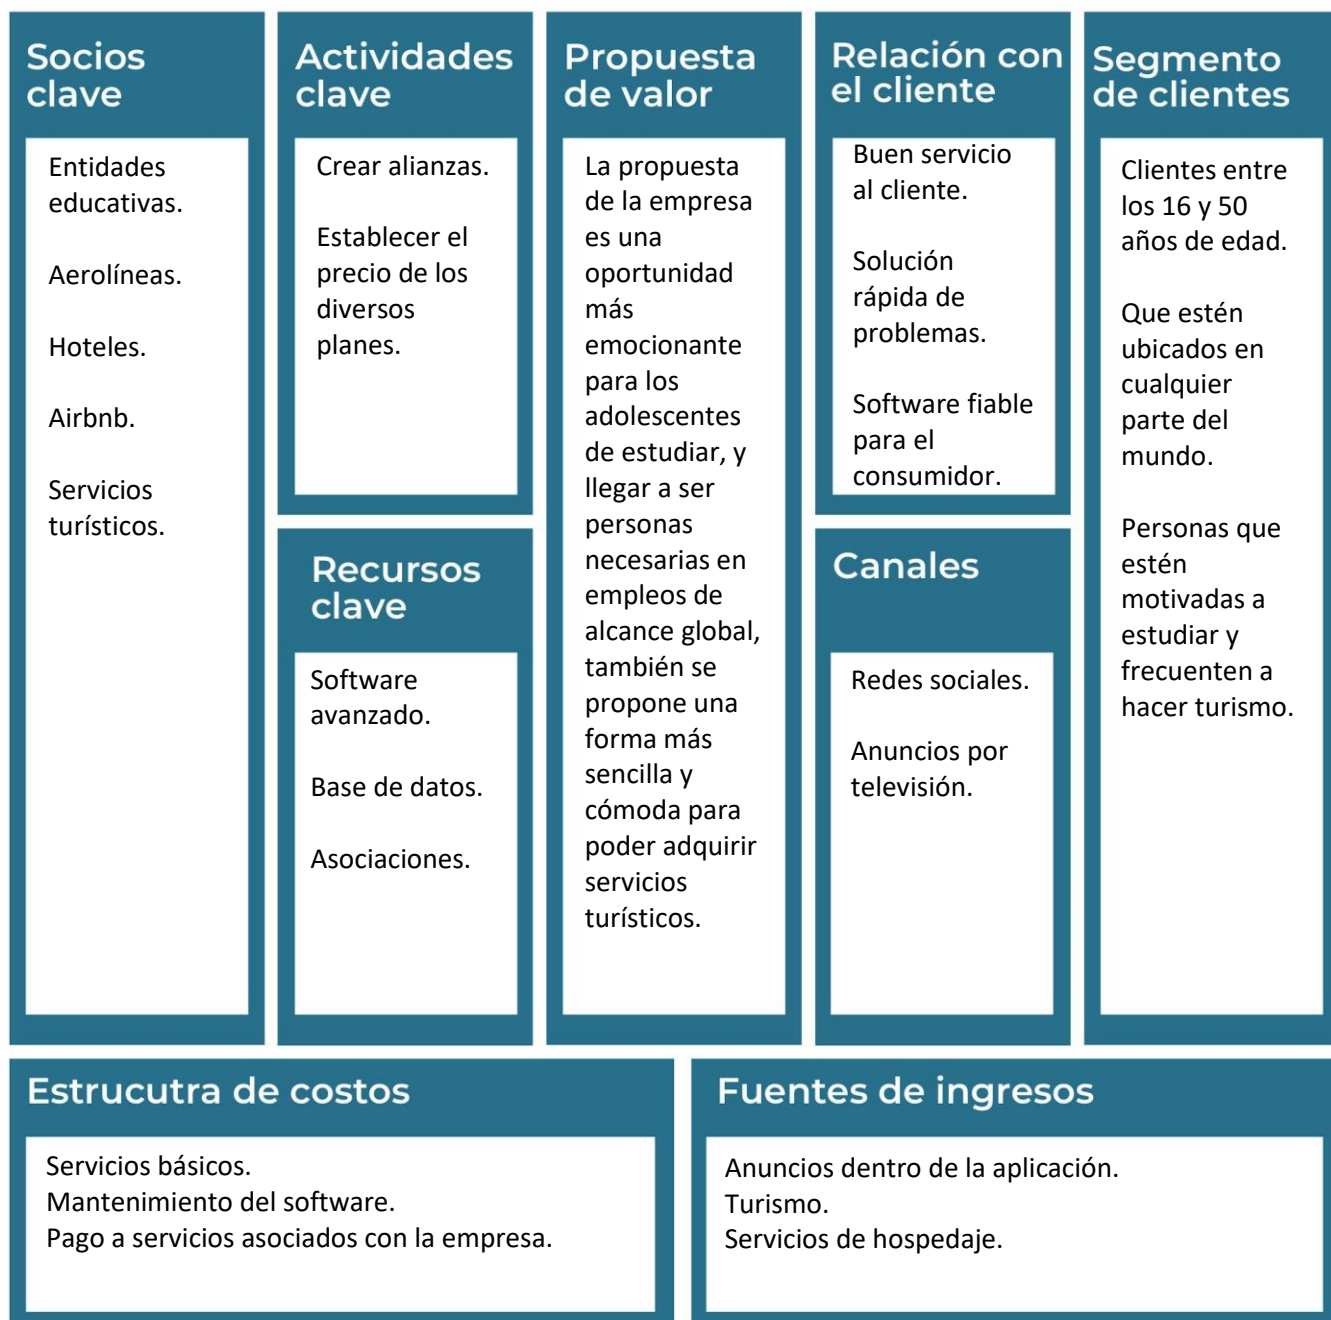 Socios
clave
Entidades
educativas.
Aerolíneas.
Hoteles.
Airbnb.
Servicios
turísticos.
Actividades
clave
Crear alianzas.
Establecer el
precio de los
diversos
planes.
Recursos
clave
Software
avanzado.
Base de datos.
Asociaciones.
Propuesta
de valor
La propuesta
de la empresa
es una
oportunidad
más
emocionante
para los
adolescentes
de estudiar, y
llegar a ser
personas
necesarias en
empleos de
alcance global,
también se
propone una
forma más
sencilla y
cómoda para
poder adquirir
servicios
turísticos.
Relación con
el cliente
Buen servicio
al cliente.
Solución
rápida de
problemas.
Software fiable
para el
consumidor.
Canales
Redes sociales.
Anuncios por
televisión.
Segmento
de clientes
Clientes entre
los 16 y 50
años de edad.
Que estén
ubicados en
cualquier
parte del
mundo.
Personas que
estén
motivadas a
estudiar y
frecuenten a
hacer turismo.
Estrucutra de costos
Servicios básicos.
Mantenimiento del software.
Pago a servicios asociados con la empresa.
Fuentes de ingresos
Anuncios dentro de la aplicación.
Turismo.
Servicios de hospedaje.